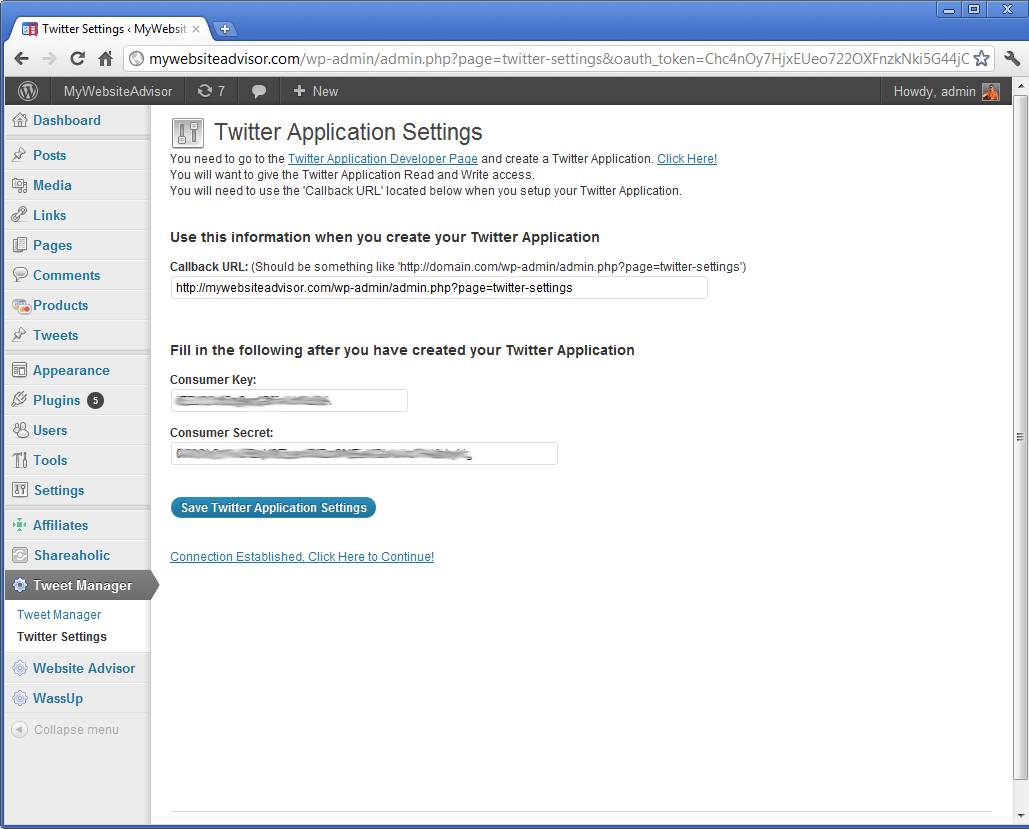 Twitter Settings ‹ MyWebsit
mywebsiteadvisor.com/wp-admin/admin.php?page=twitter-settings&oauth_token=Chc4nOy7HjxEUeo722OXFnzkNki5G44jC
MyWebsiteAdvisor 7 + New Howdy, admin
Dashboard
Posts
Media
Links
Pages
Comments
Products
Tweets
Appearance
Plugins 5
Users
Tools
Settings
Affiliates
Shareaholic
Tweet Manager
Tweet Manager
Twitter Settings
Website Advisor
WassUp
Collapse menu
Twitter Application Settings
You need to go to the Twitter Application Developer Page and create a Twitter Application. Click Here!
You will want to give the Twitter Application Read and Write access.
You will need to use the 'Callback URL' located below when you setup your Twitter Application.
Use this information when you create your Twitter Application
Callback URL: (Should be something like 'http://domain.com/wp-admin/admin.php?page=twitter-settings')
http://mywebsiteadvisor.com/wp-admin/admin.php?page=twitter-settings
Fill in the following after you have created your Twitter Application
Consumer Key:
Consumer Secret:
Save Twitter Application Settings
Connection Established, Click Here to Continue!